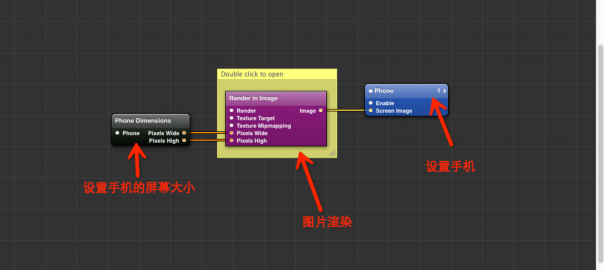 Double click to open
Phone
1
Render in Image
Enable
Render
Image
Screen Image
Texture Target
Phone Dimensions
Texture Mipmapping
Phone
Pixels Wide
Pixels Wide
Pixels High
Pixels High
设置手机的屏幕大小
设置手机
图片渲染